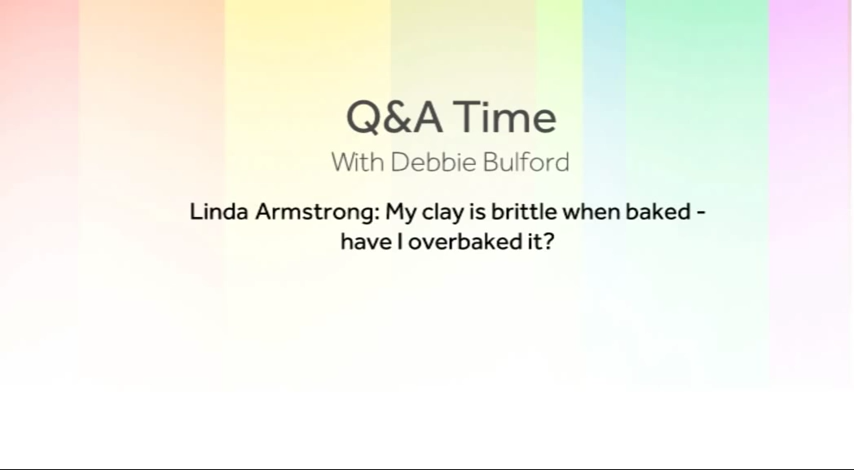 Q&A Time
With Debbie Bulford
Linda Armstrong: My clay is brittle when baked -
have I overbaked it?